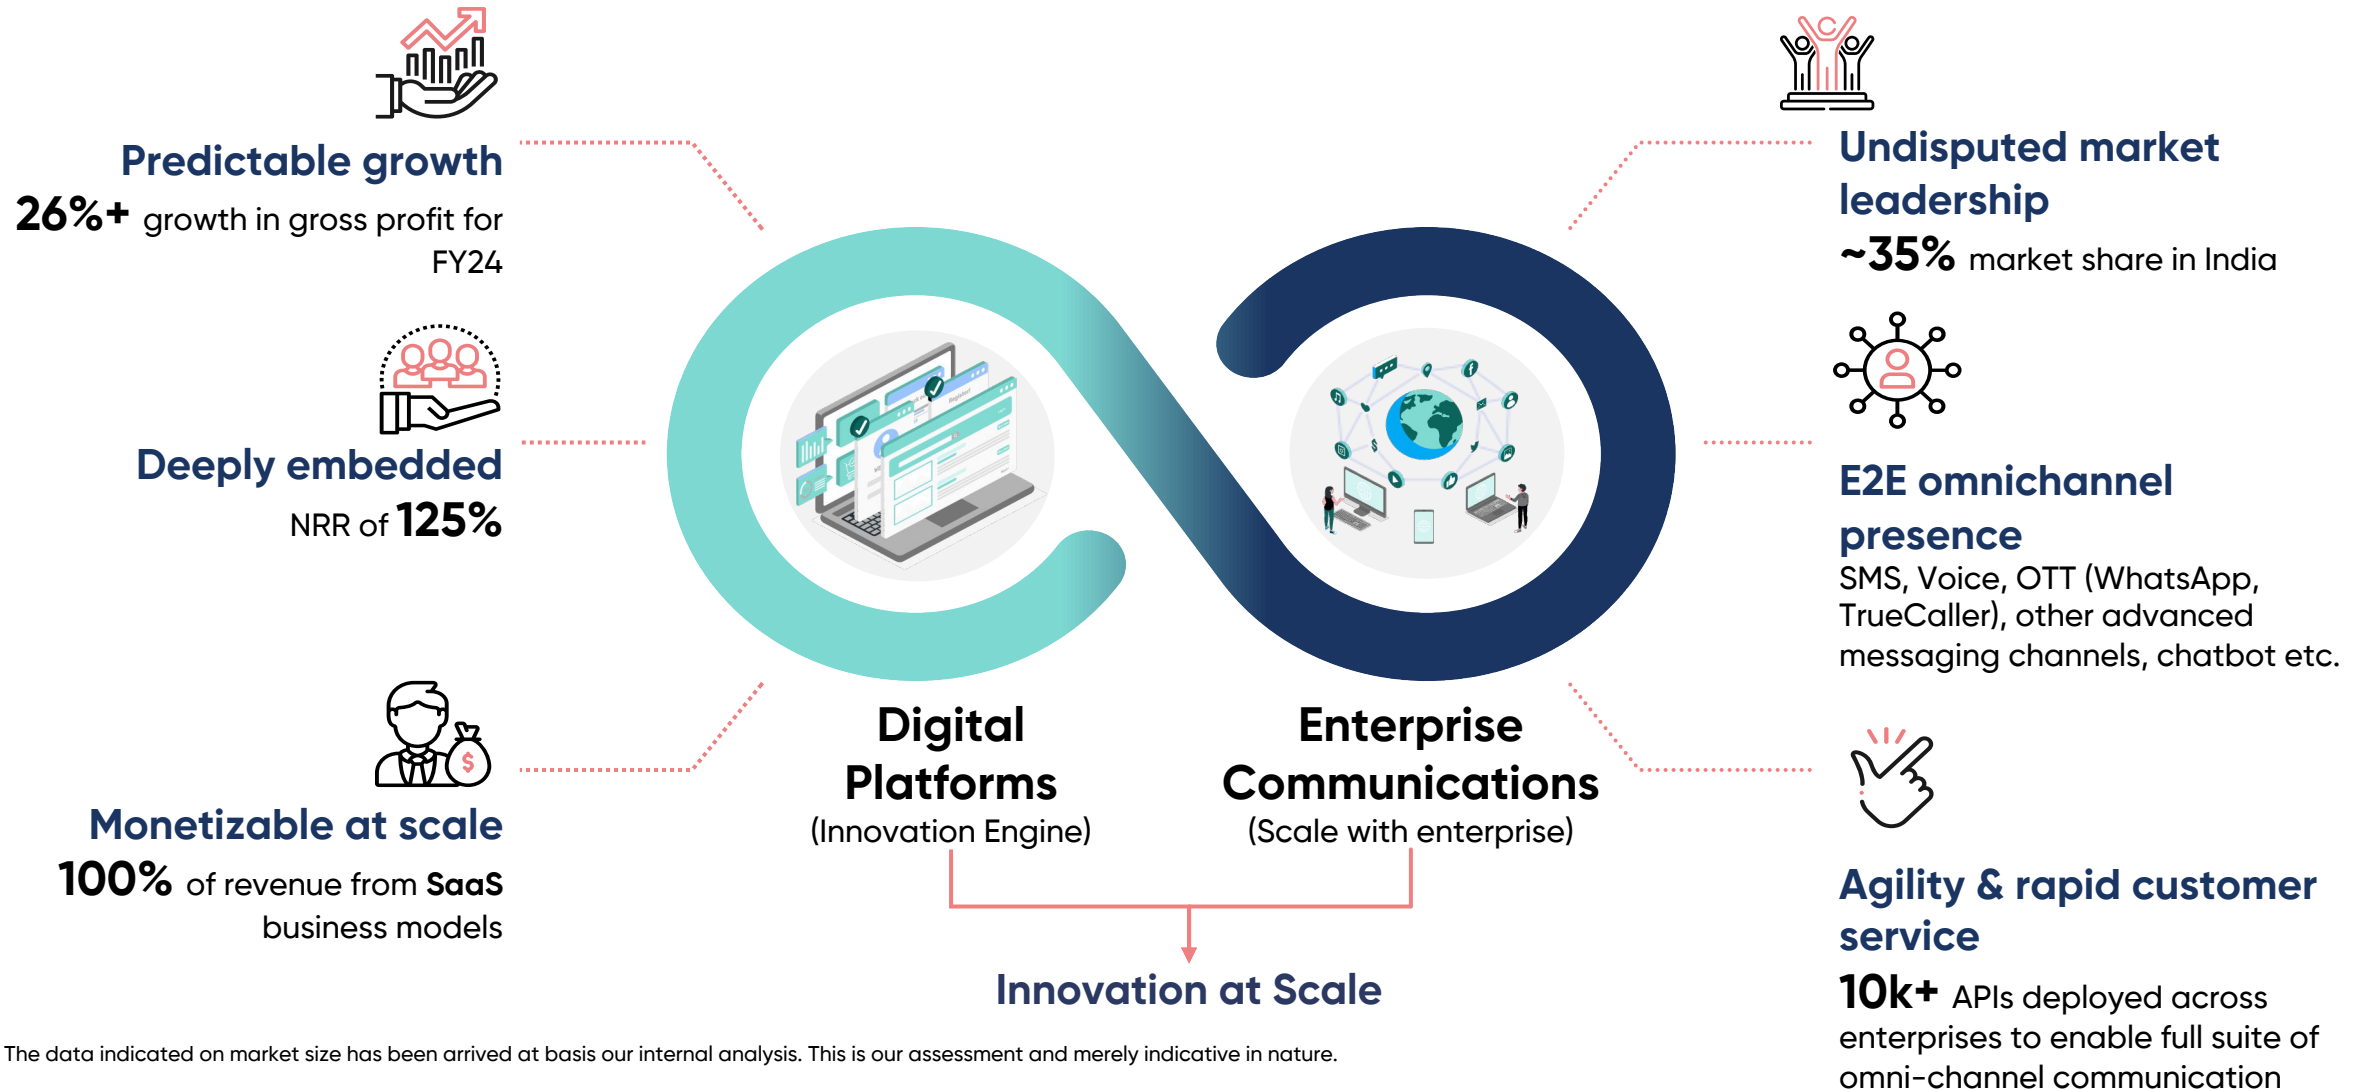 Predictable growth
26%+ growth in gross profit for
FY24
Deeply embedded
NRR of 125%
Monetizable at scale
100% of revenue from SaaS
business models
Digital
Platforms
(Innovation Engine)
Enterprise
Communications
(Scale with enterprise)
Innovation at Scale
Undisputed market
leadership
~35% market share in India
E2E omnichannel
presence
SMS, Voice, OTT (WhatsApp,
TrueCaller), other advanced
messaging channels, chatbot etc.
Agility & rapid customer
service
10k+ APIs deployed across
enterprises to enable full suite of
omni-channel communication
The data indicated on market size has been arrived at basis our internal analysis. This is our assessment and merely indicative in nature.